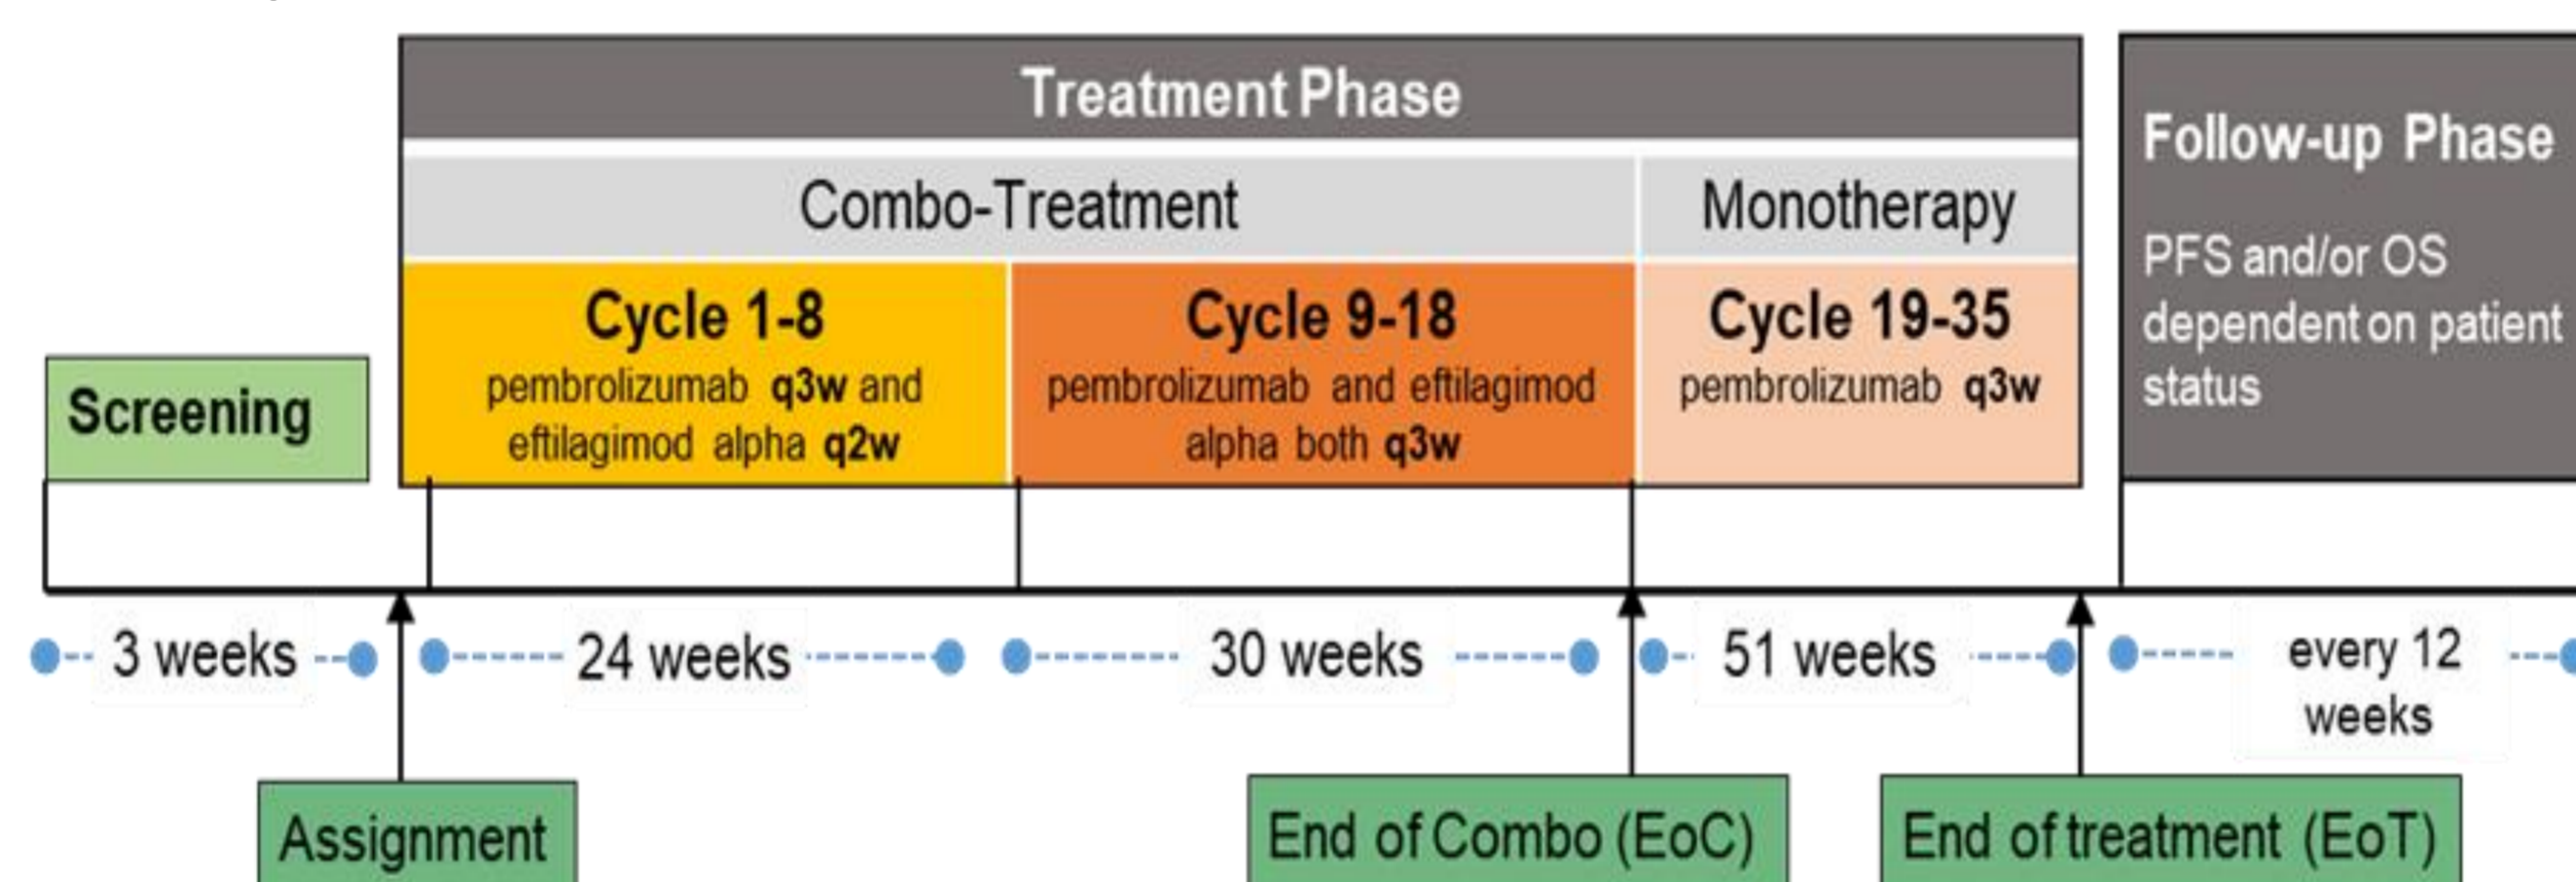 Treatment Phase
Combo-Treatment
Monotherapy
Cycle 1-8
pembrolizumab q3w and
eftilagimod alpha q2w
Cycle 9-18
pembrolizumab and eftilagimod
alpha both q3w
Cycle 19-35
pembrolizumab q3w
Follow-up Phase
PFS and/or OS
dependent on patient
status
Screening
3 weeks
24 weeks
30 weeks
51 weeks
every 12
weeks
Assignment
End of Combo (EoC)
End of treatment (EoT)